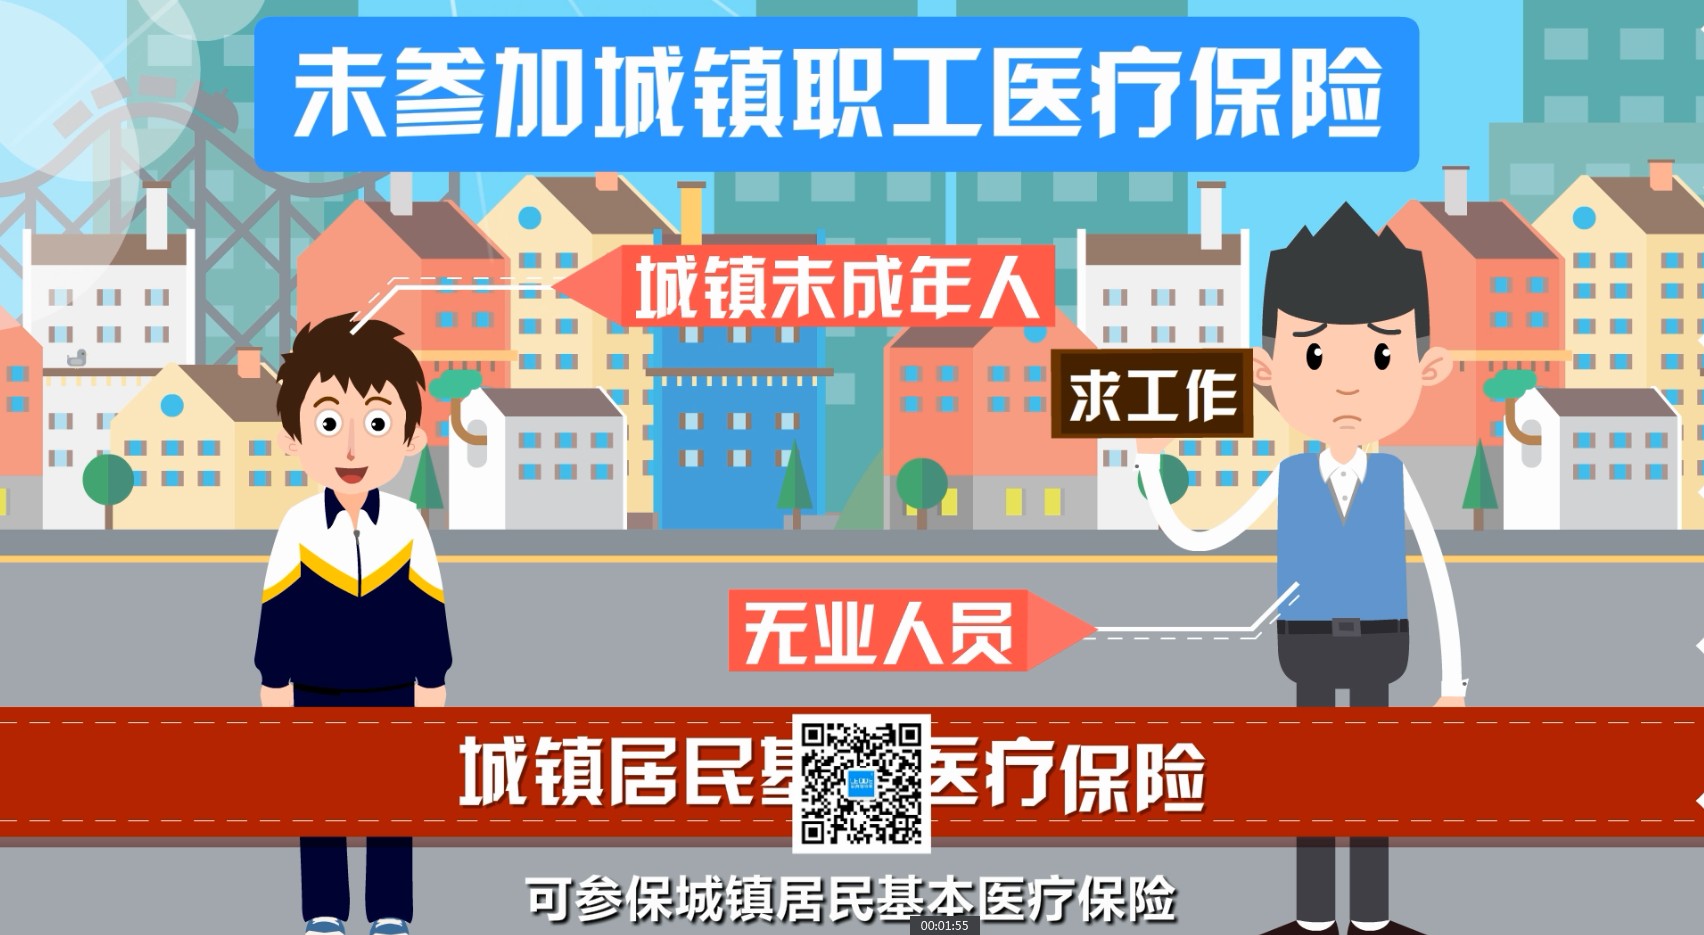 未参加城镇职工医疗保险
城镇未成年人
求工作
无业人员
城镇居民基 医疗保险
可参保城镇居民基本医疗保险
00:01:55